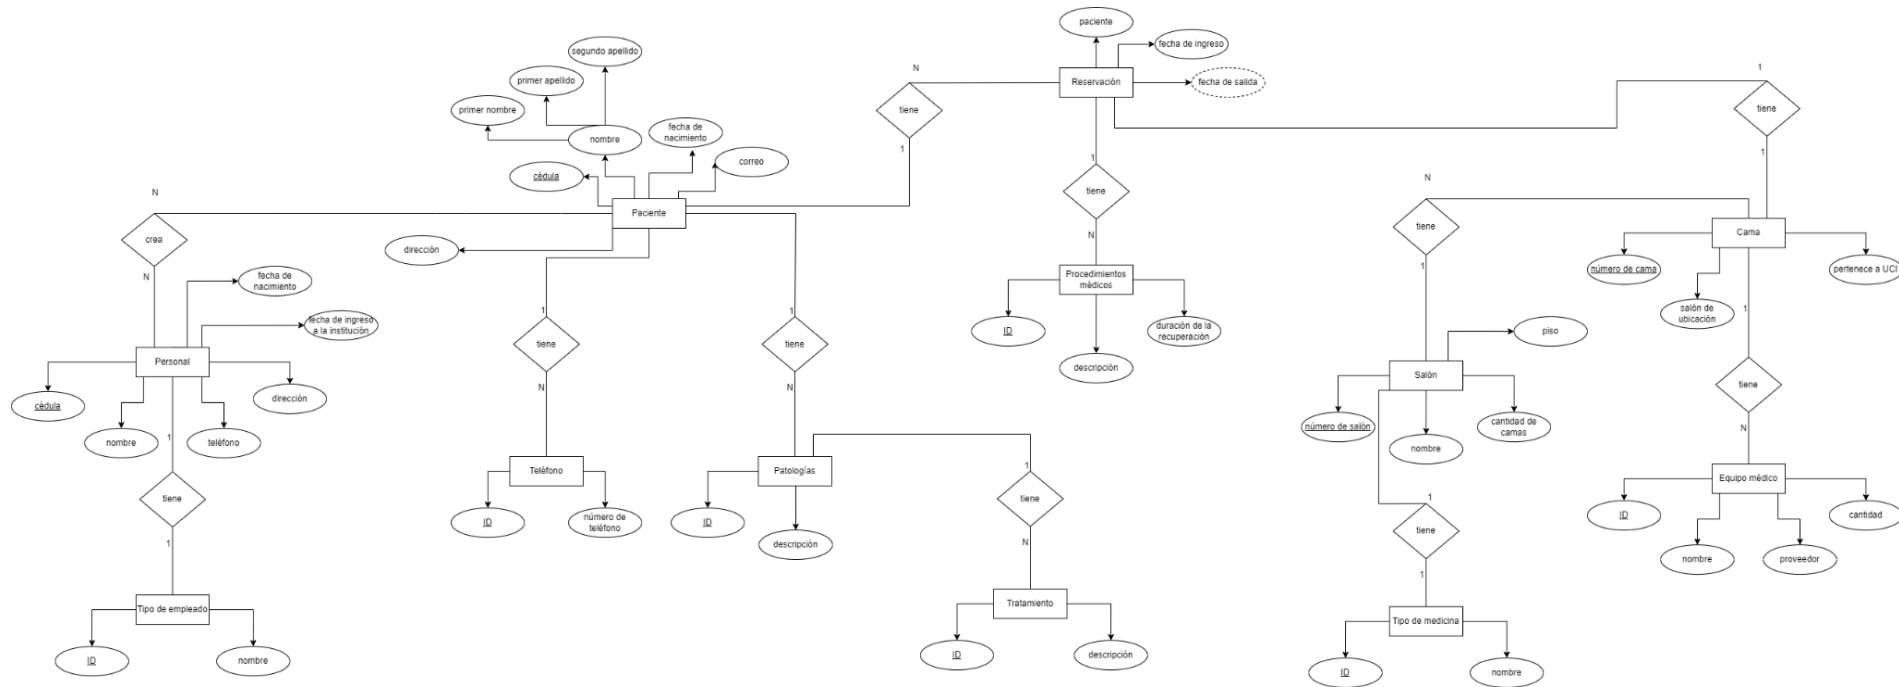 paciente
fecha de ingreso
segundo apellido
N
Reservación
fecha de salida
1
primer apellido
primer nombre
tiene
tiene
nombre
fecha de
nacimiento
1
1
1
correo
cédula
tiene
N
N
Paciente
crea
dirección
tiene
Cama
N
N
1
número de cama
pertenece a UCI
fecha de
nacimiento
Procedimientos
médicos
salón de
ubicación
1
1
1
fecha de ingreso
a la institución
ID
duración de la
recuperación
piso
tiene
tiene
Personal
descripción
Salón
tiene
N
N
dirección
cédula
número de salón
cantidad de
camas
N
nombre
teléfono
nombre
1
Teléfono
Patologías
1
Equipo médico
tiene
tiene
1
ID
número de
teléfono
ID
tiene
ID
cantidad
1
descripción
N
nombre
proveedor
1
Tipo de empleado
Tratamiento
Tipo de medicina
ID
nombre
ID
descripción
ID
nombre